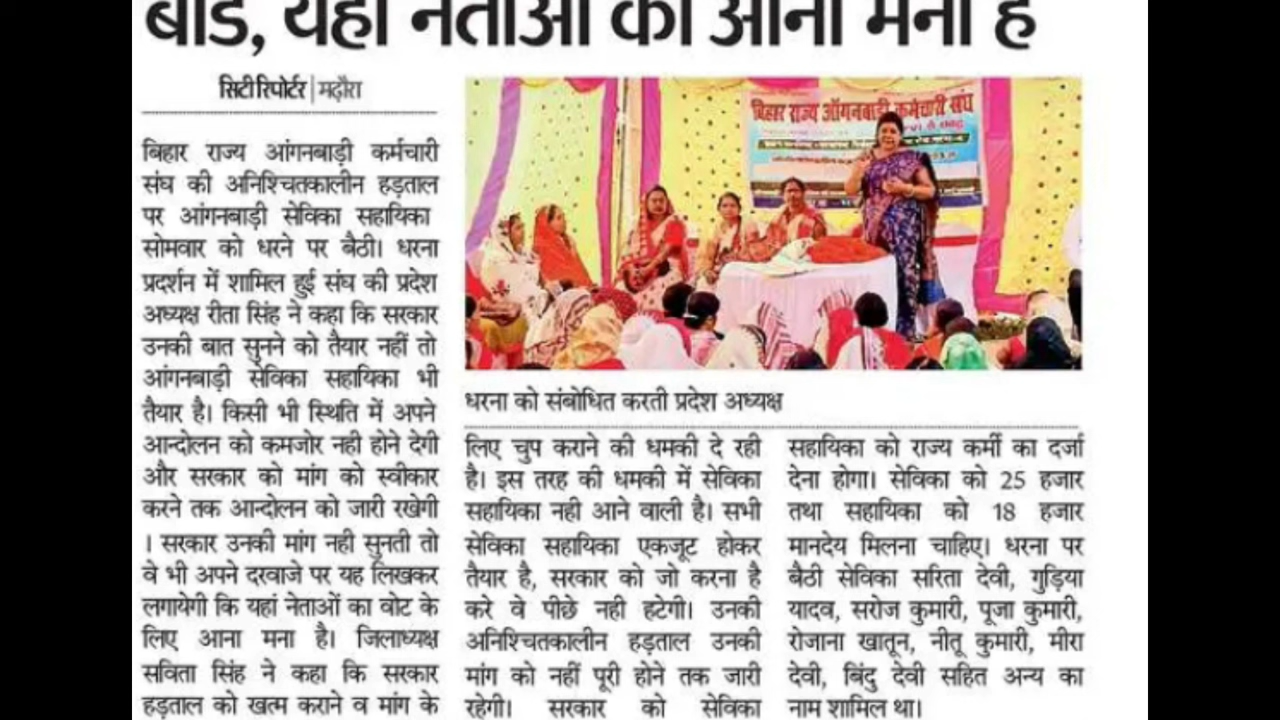 बोर्ड, यहां नेताओं का आना मना है
सिटी रिपोर्टर | मढ़ौरा
बिहार राज्य आंगनबाड़ी कर्मचारी
संघ की अनिश्चितकालीन हड़ताल
पर आंगनबाड़ी सेविका सहायिका
सोमवार को धरने पर बैठी। धरना
प्रदर्शन में शामिल हुई संघ की प्रदेश
अध्यक्ष रीता सिंह ने कहा कि सरकार
उनकी बात सुनने को तैयार नहीं तो
आंगनबाड़ी सेविका सहायिका भी
तैयार है। किसी भी स्थिति में अपने
आन्दोलन को कमजोर नही होने देगी
और सरकार को मांग को स्वीकार
करने तक आन्दोलन को जारी रखेगी
। सरकार उनकी मांग नही सुनती तो
वे भी अपने दरवाजे पर यह लिखकर
लगायेगी कि यहां नेताओं का वोट के
लिए आना मना है। जिलाध्यक्ष
सविता सिंह ने कहा कि सरकार
हड़ताल को खत्म कराने व मांग के
बिहार राज्य आँगनबाड़ी कर्मचारी संघ
धरना को संबोधित करती प्रदेश अध्यक्ष
लिए चुप कराने की धमकी दे रही
है। इस तरह की धमकी में सेविका
सहायिका नही आने वाली है। सभी
सेविका सहायिका एकजूट होकर
तैयार है, सरकार को जो करना है
करे वे पीछे नही हटेगी। उनकी
अनिश्चितकालीन हड़ताल उनकी
मांग को नहीं पूरी होने तक जारी
रहेगी। सरकार को सेविका
सहायिका को राज्य कर्मी का दर्जा
देना होगा। सेविका को 25 हजार
तथा सहायिका को 18 हजार
मानदेय मिलना चाहिए। धरना पर
बैठी सेविका सरिता देवी, गुड़िया
यादव, सरोज कुमारी, पूजा कुमारी,
रोजाना खातून, नीतू कुमारी, मीरा
देवी, बिंदु देवी सहित अन्य का
नाम शामिल था।